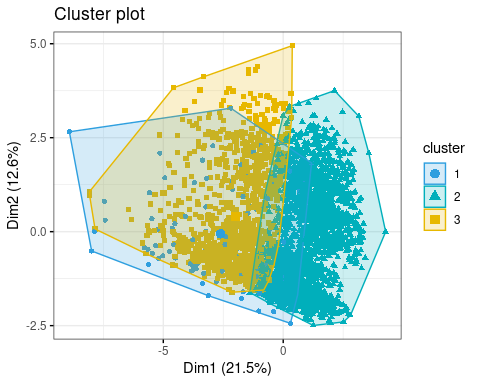 Cluster plot
5.0
2.5
0.0
-2.5
Dim2 (12.6%)
-5
0
Dim1 (21.5%)
cluster
1
2
3